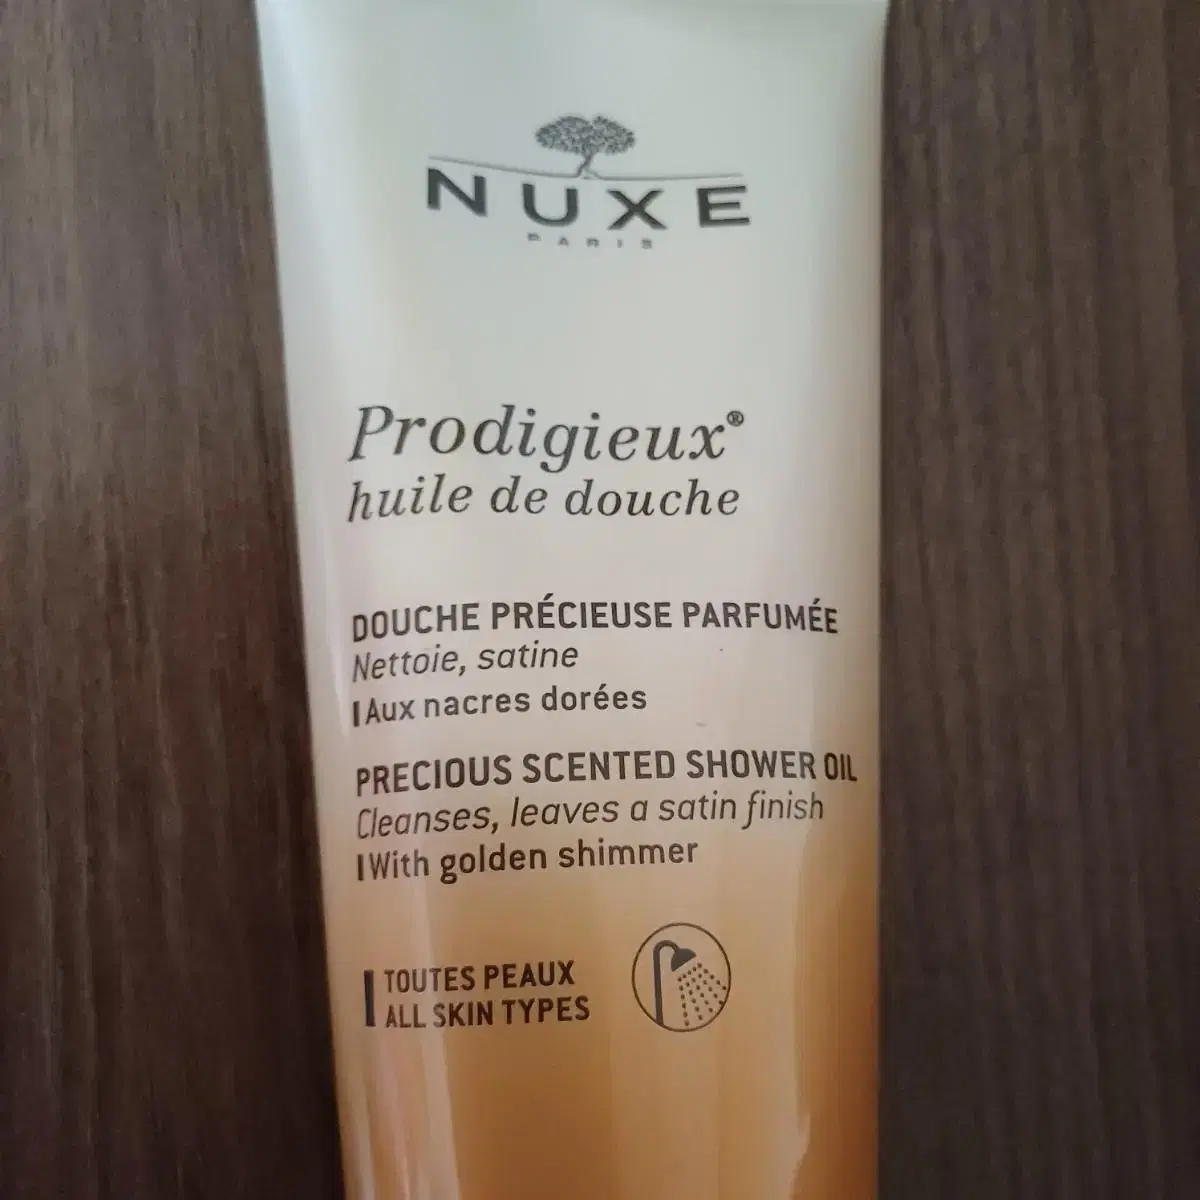 NUXE
PARIS
Prodigieux®
huile de douche
DOUCHE PRÉCIEUSE PARFUMÉE
Nettoie, satine
Aux nacres dorées
PRECIOUS SCENTED SHOWER OIL
Cleanses, leaves a satin finish
With golden shimmer
TOUTES PEAUX
ALL SKIN TYPES